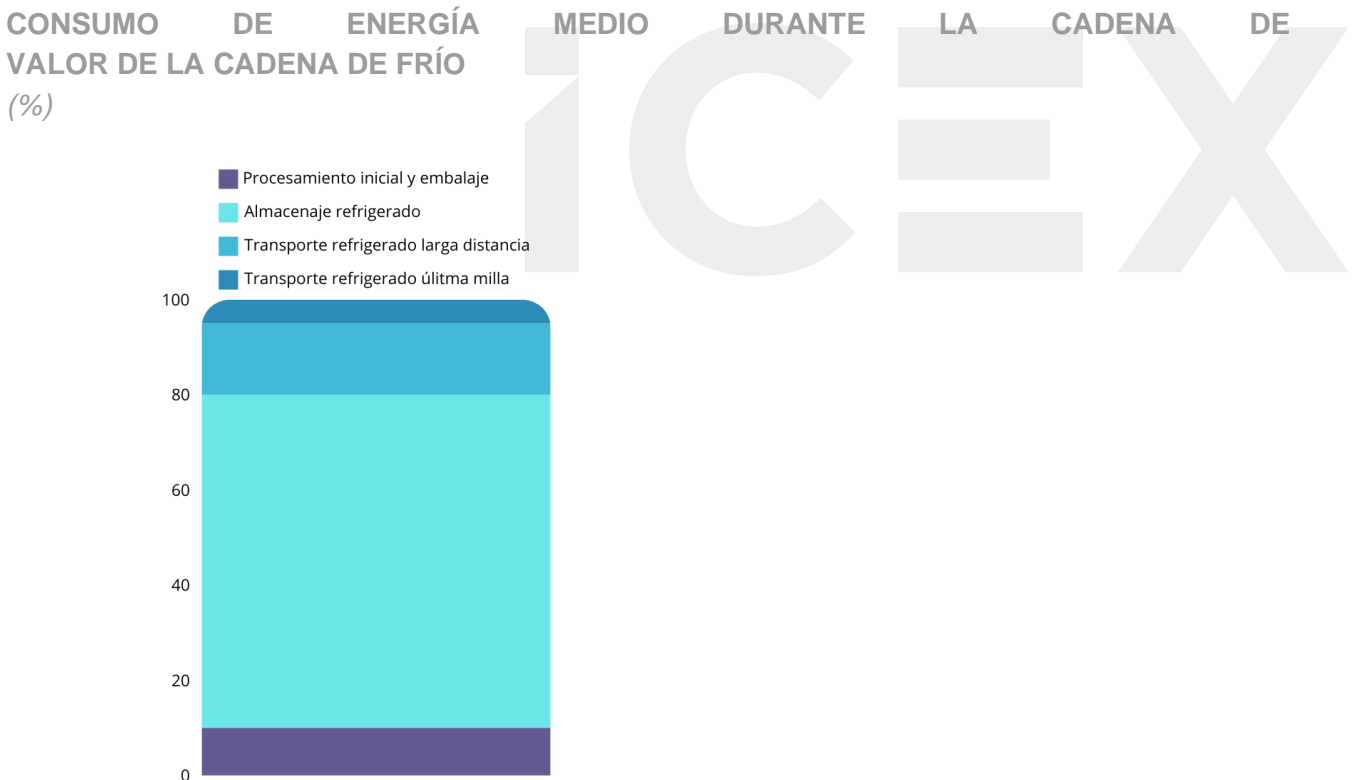 CONSUMO DE ENERGÍA MEDIO DURANTE LA CADENA DE
VALOR DE LA CADENA DE FRÍO
(%)
iCEX
Procesamiento inicial y embalaje
Almacenaje refrigerado
Transporte refrigerado larga distancia
Transporte refrigerado úlitma milla
100
80
60
40
20
0